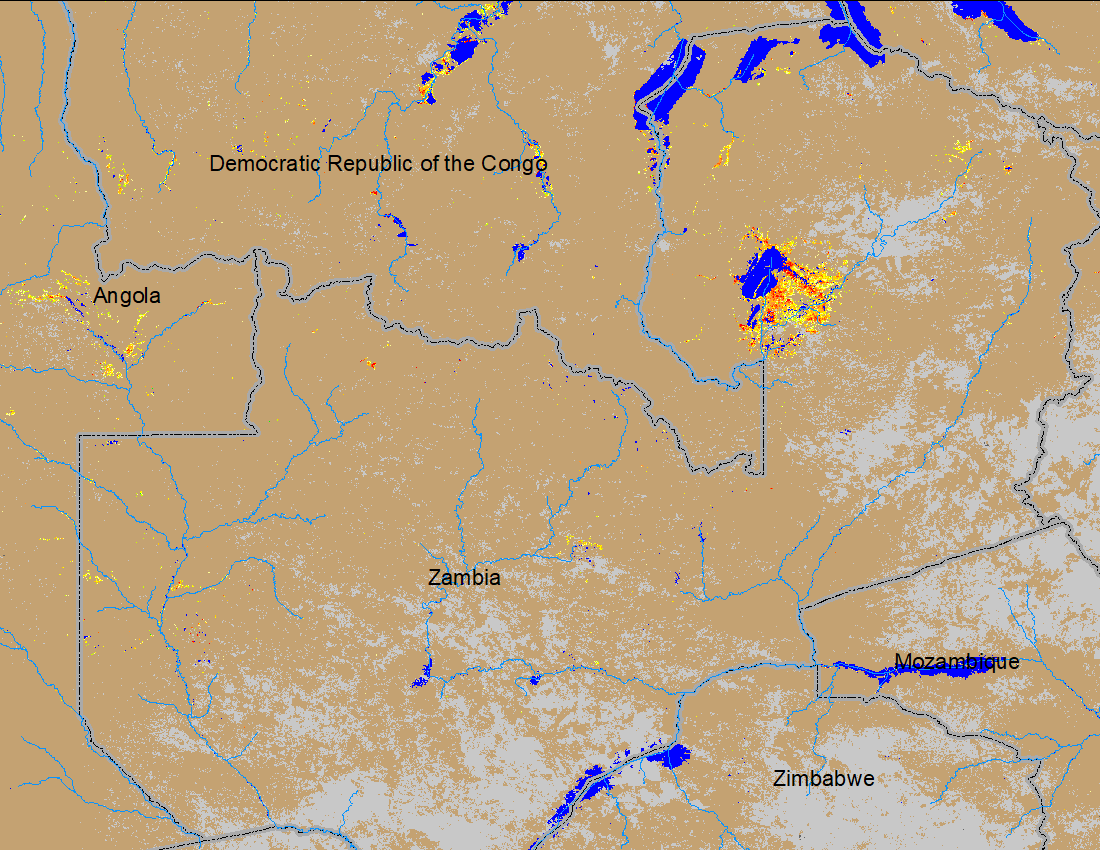 Democratic Republic of the Congo
Angola
Zambia
Mozambique
Zimbabwe